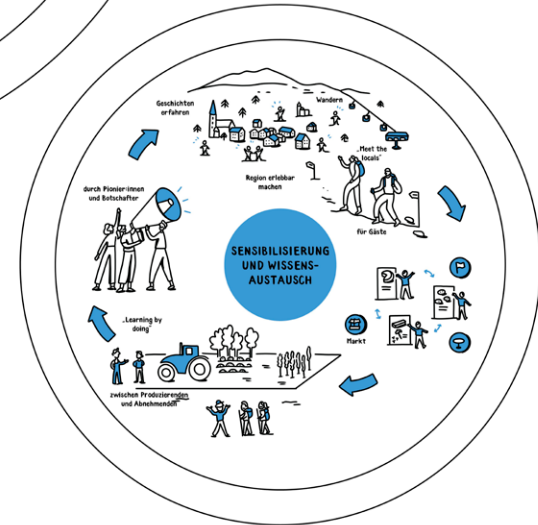 Geschichten
erfahren
Wandern
„Meet the
locals"
Region erlebbar
machen
durch Pionier:innen
und Botschafter
für Gäste
SENSIBILISIERUNG
UND WISSENS-
AUSTAUSCH
„Learning by
doing"
Markt
zwischen Produzierenden
und Abnehmenden